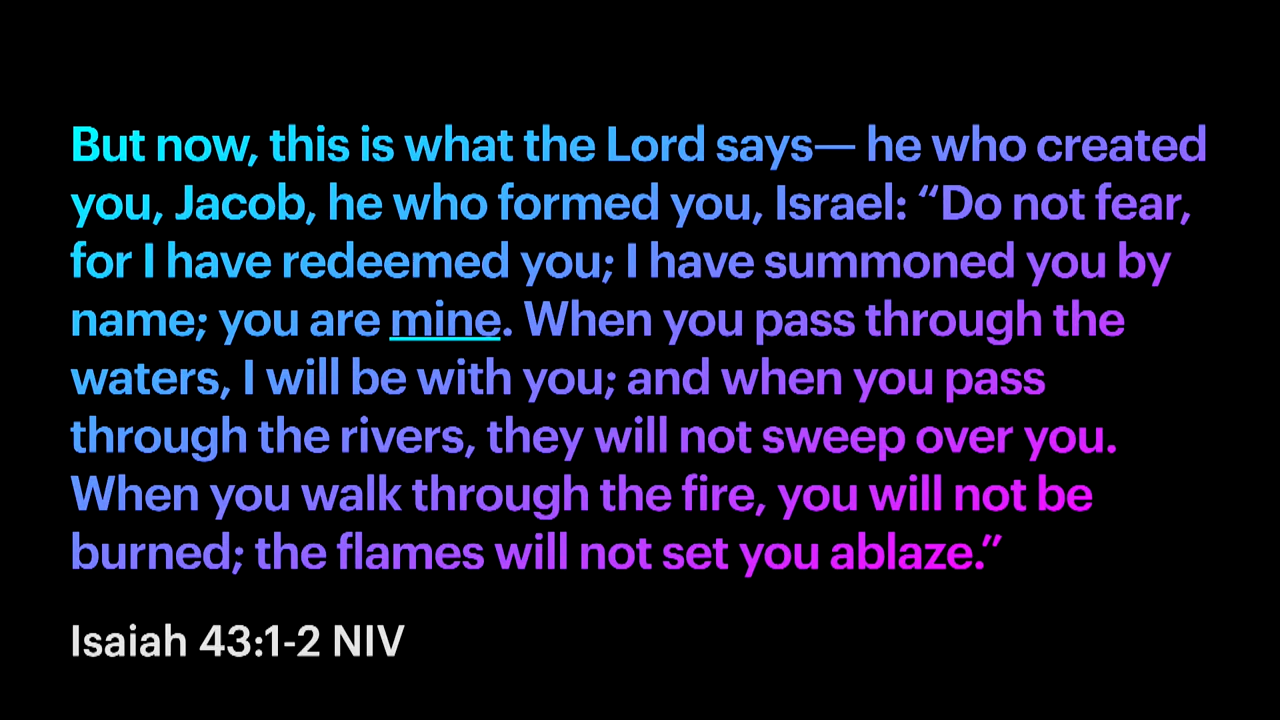 But now, this is what the Lord says— he who created
you, Jacob, he who formed you, Israel: “Do not fear,
for I have redeemed you; I have summoned you by
name; you are mine. When you pass through the
waters, I will be with you; and when you pass
through the rivers, they will not sweep over you.
When you walk through the fire, you will not be
burned; the flames will not set you ablaze.”
Isaiah 43:1-2 NIV